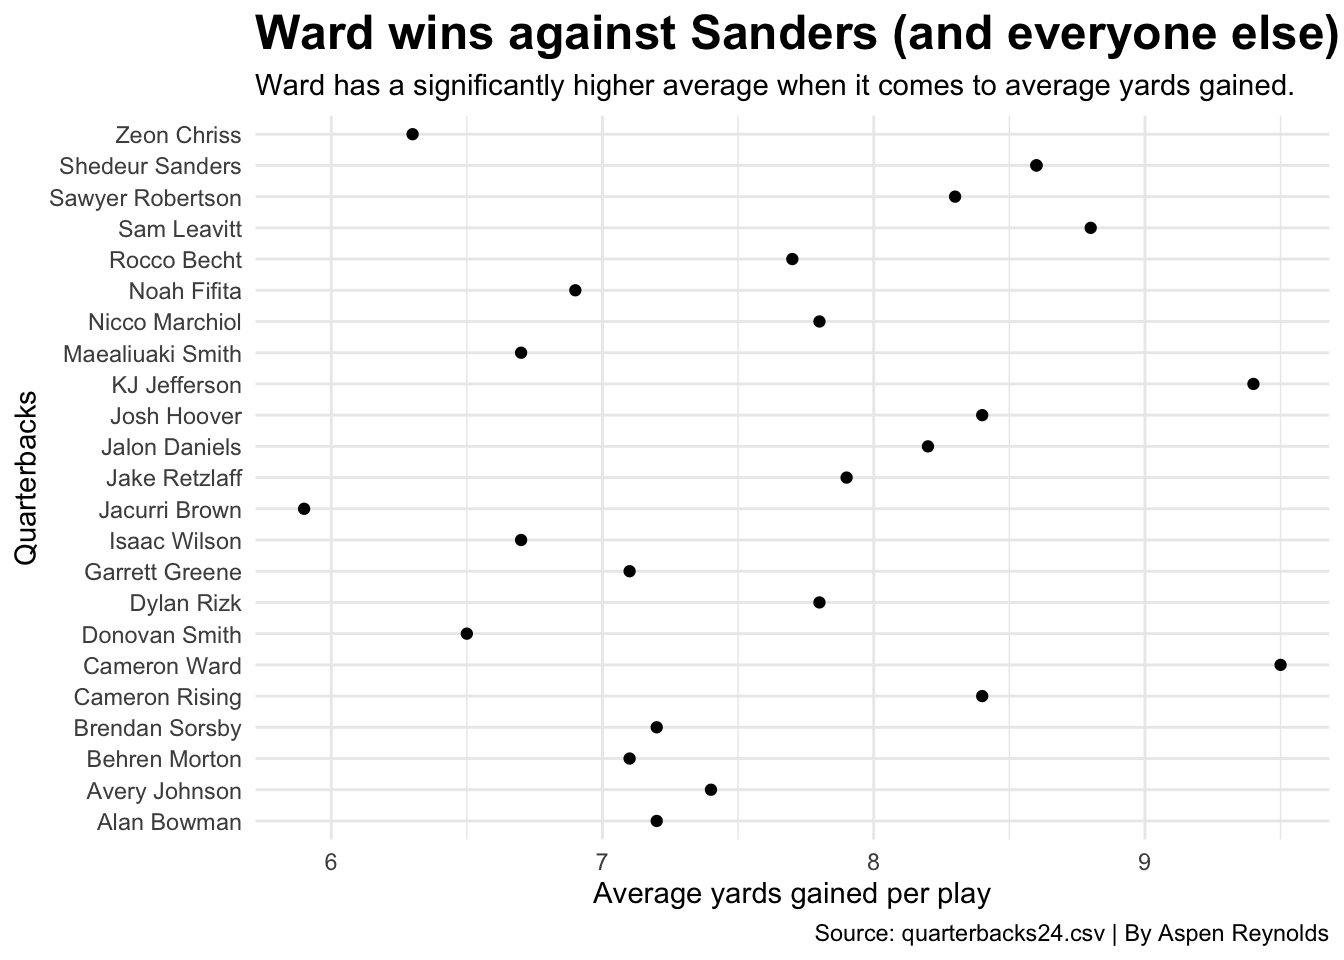 Ward wins against Sanders (and everyone else)
Ward has a significantly higher average when it comes to average yards gained.
Zeon Chriss
Shedeur Sanders
Sawyer Robertson
Sam Leavitt
Rocco Becht
Noah Fifita
Nicco Marchiol
Maealiuaki Smith
KJ Jefferson
Josh Hoover
Jalon Daniels
Jake Retzlaff
Jacurri Brown
Isaac Wilson
Garrett Greene
Dylan Rizk
Donovan Smith
Cameron Ward
Cameron Rising
Brendan Sorsby
Behren Morton
Avery Johnson
Alan Bowman
Quarterbacks
6 7 8 9
Average yards gained per play
Source: quarterbacks24.csv | By Aspen Reynolds